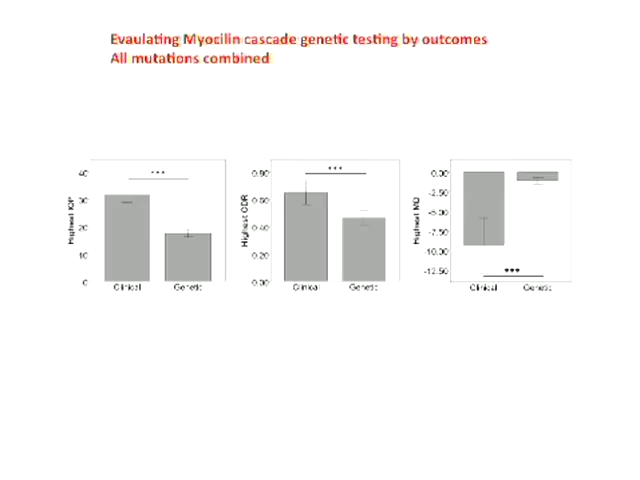 Evaulating Myocilin cascade genetic testing by outcomes
All mutations combined
***
40
30
20
10
0
Highest IOP
Clinical
Genetic
***
0.80
0.60
0.40
0.20
0.00
Highest CDR
Clinical
Genetic
0.00
-2.50
-5.00
-7.50
-10.00
-12.50
Highest MD
***
Clinical
Genetic